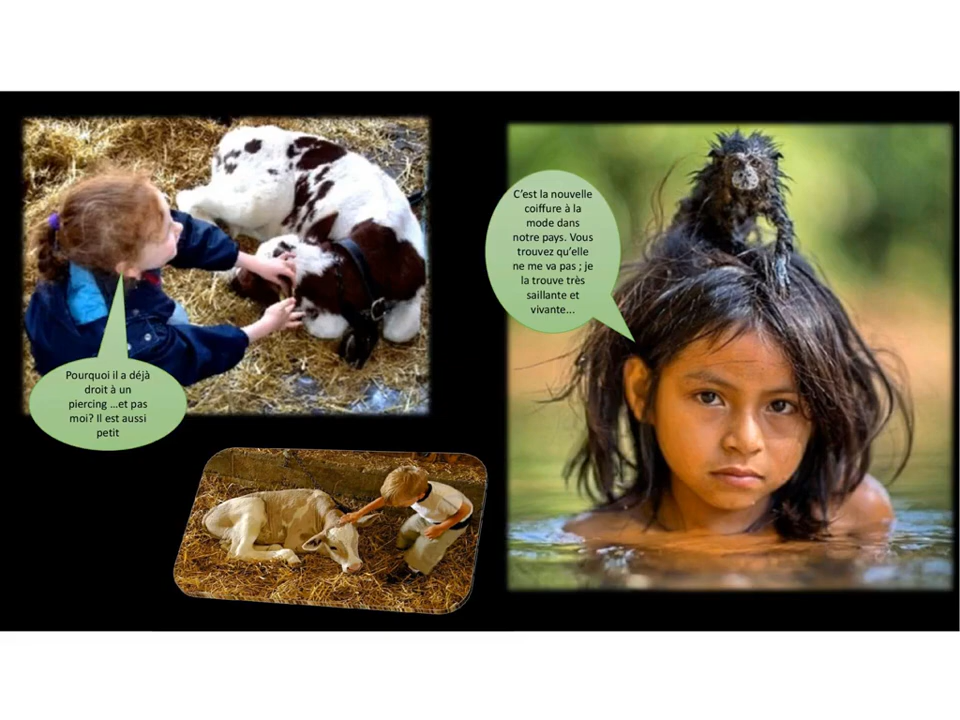 Pourquoi il a déjà
droit à un
piercing …et pas
moi? Il est aussi
petit
C’est la nouvelle
coiffure à la
mode dans
notre pays. Vous
trouvez qu’elle
ne me va pas ; je
la trouve très
saillante et
vivante...